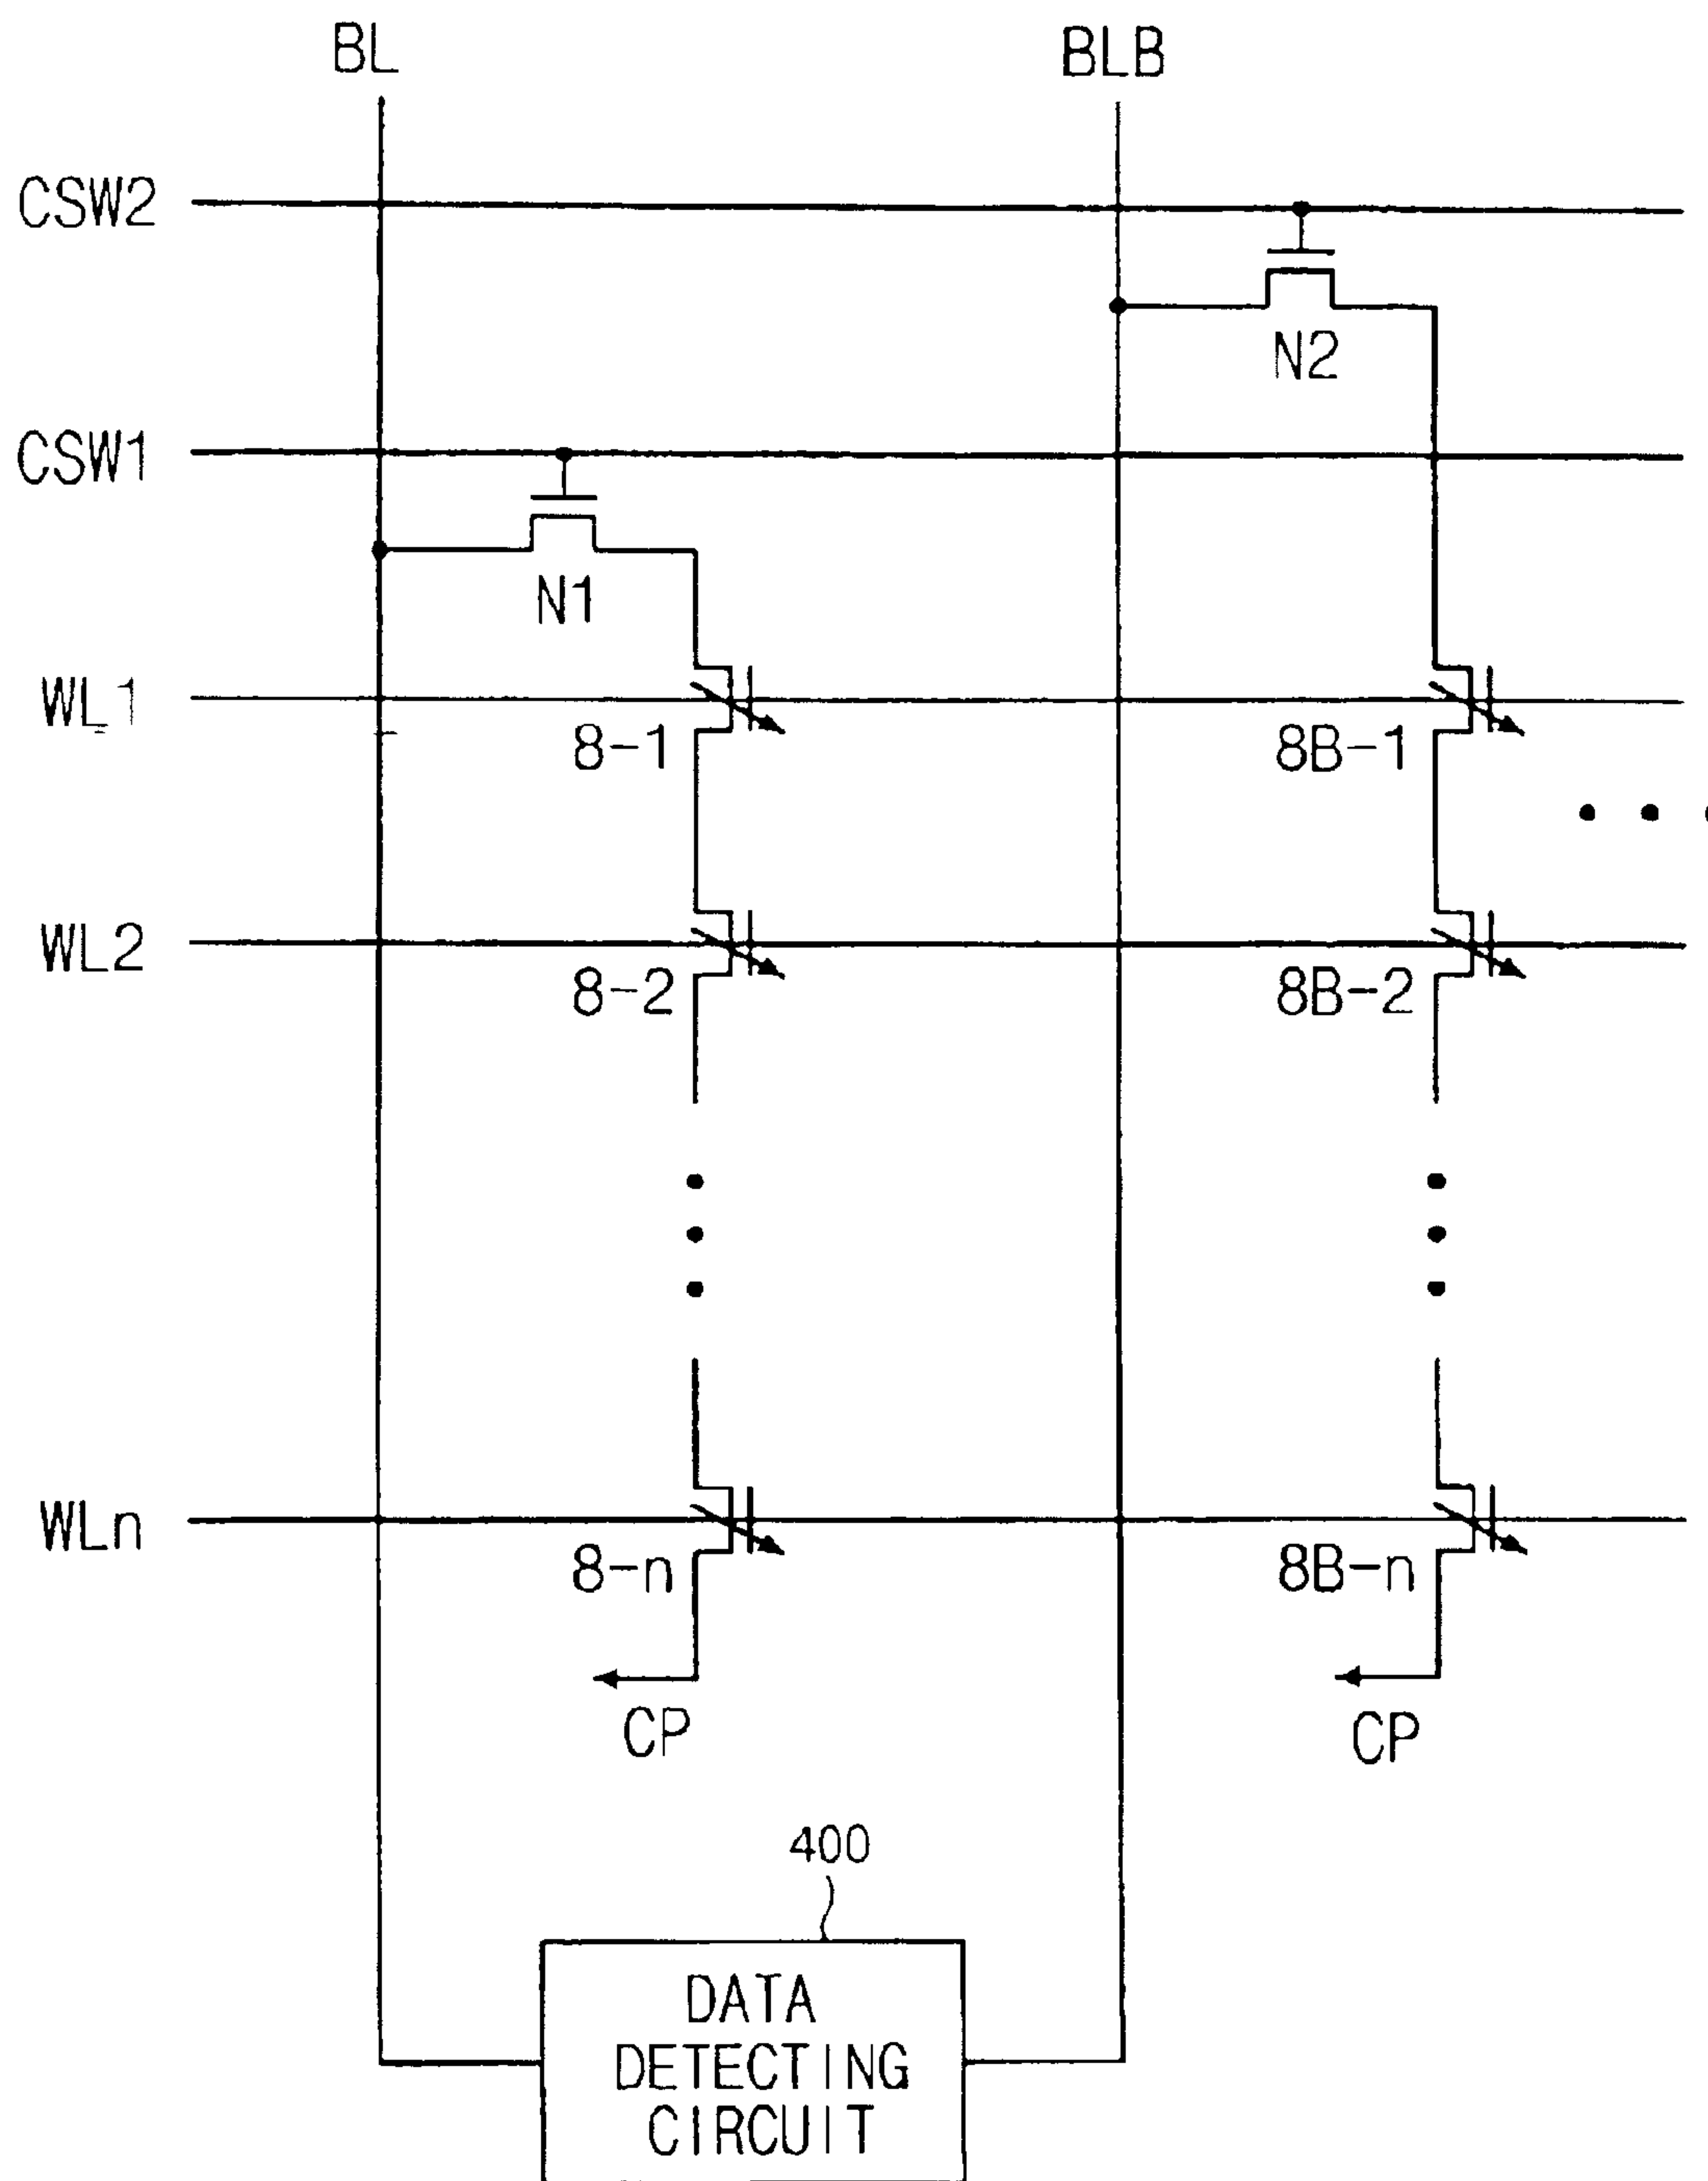 BL
BLB
CSW2
N2
CSW1
N1
WL1
8-1
8B-1
WL2
8-2
8B-2
WLn
8-n
8B-n
CP
CP
400
DATA
DETECTING
CIRCUIT